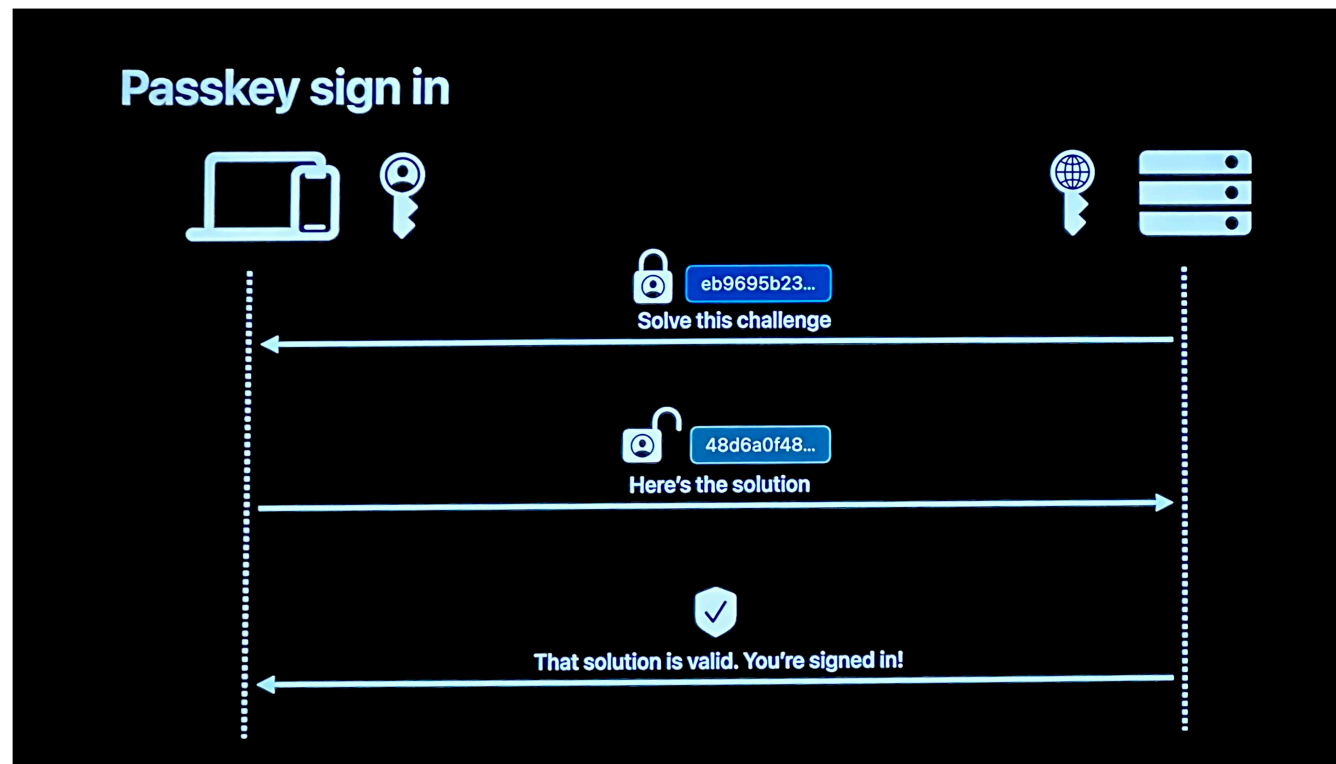 Passkey sign in
eb9695b23...
Solve this challenge
48d6a0f48...
Here's the solution
That solution is valid. You're signed in!